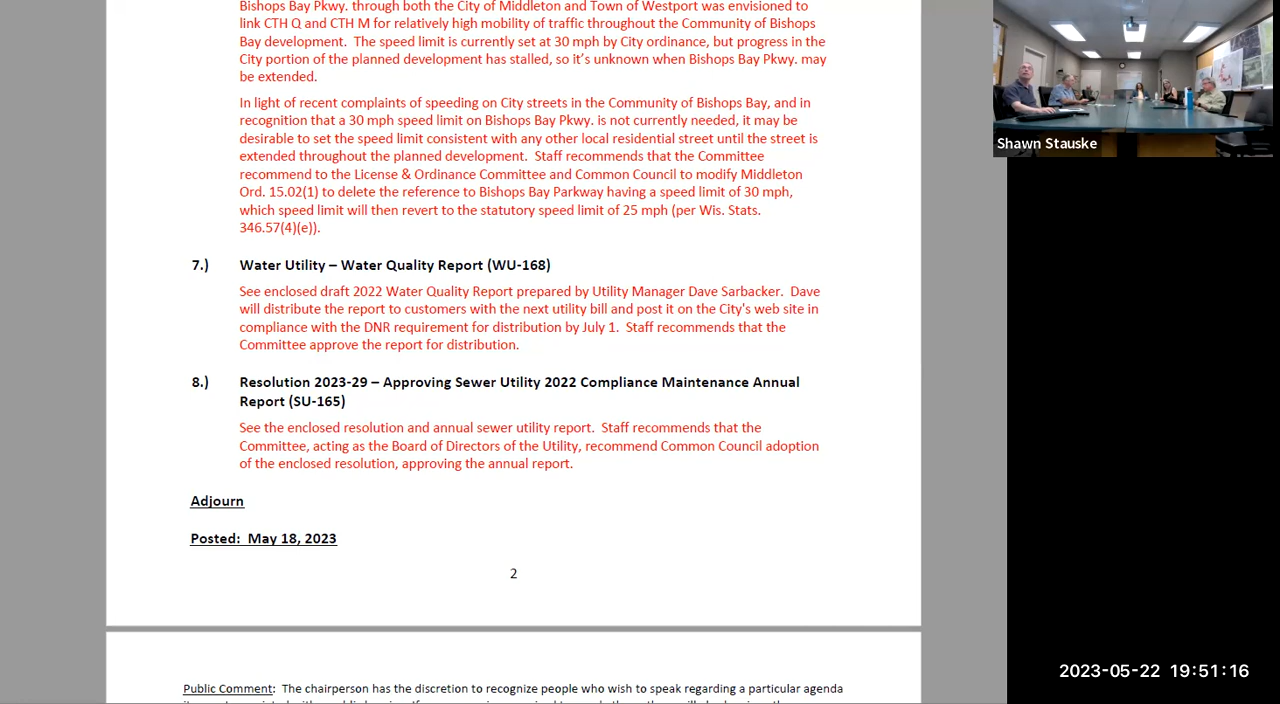 Bishops Bay Pkwy. through both the City of Middleton and Town of Westport was envisioned to
link CTH Q and CTH M for relatively high mobility of traffic throughout the Community of Bishops
Bay development.  The speed limit is currently set at 30 mph by City ordinance, but progress in the
City portion of the planned development has stalled, so it's unknown when Bishops Bay Pkwy. may
be extended.
In light of recent complaints of speeding on City streets in the Community of Bishops Bay, and in
recognition that a 30 mph speed limit on Bishops Bay Pkwy. is not currently needed, it may be
desirable to set the speed limit consistent with any other local residential street until the street is
extended throughout the planned development.  Staff recommends that the Committee
recommend to the License & Ordinance Committee and Common Council to modify Middleton
Ord. 15.02(1) to delete the reference to Bishops Bay Parkway having a speed limit of 30 mph,
which speed limit will then revert to the statutory speed limit of 25 mph (per Wis. Stats.
346.57(4)(e)).
7.) Water Utility – Water Quality Report (WU-168)
See enclosed draft 2022 Water Quality Report prepared by Utility Manager Dave Sarbacker.  Dave
will distribute the report to customers with the next utility bill and post it on the City's web site in
compliance with the DNR requirement for distribution by July 1.  Staff recommends that the
Committee approve the report for distribution.
8.) Resolution 2023-29 – Approving Sewer Utility 2022 Compliance Maintenance Annual
Report (SU-165)
See the enclosed resolution and annual sewer utility report.  Staff recommends that the
Committee, acting as the Board of Directors of the Utility, recommend Common Council adoption
of the enclosed resolution, approving the annual report.
Adjourn
Posted:  May 18, 2023
2
Public Comment:  The chairperson has the discretion to recognize people who wish to speak regarding a particular agenda
Shawn Stauske
2023-05-22 19:51:16